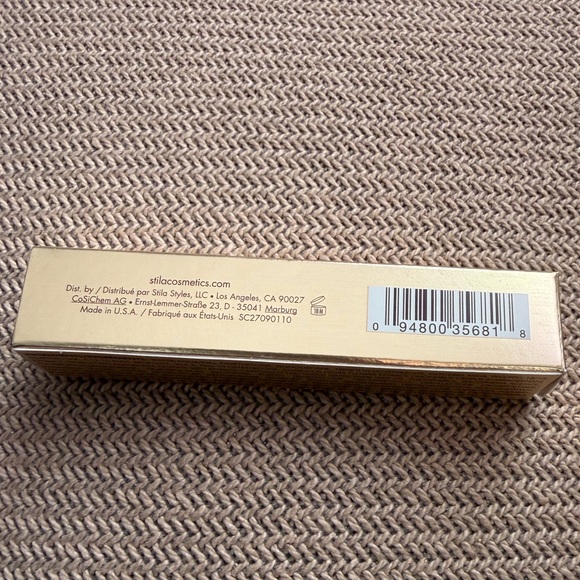 stilacosmetics.com
Dist. by / Distribué par Stila Styles, LLC • Los Angeles, CA 90027
CoSiChem AG • Ernst-Lemmer-Straße 23, D - 35041 Marburg
Made in U.S.A. / Fabriqué aux États-Unis SC27090110
18 M
0 94800 35681 8